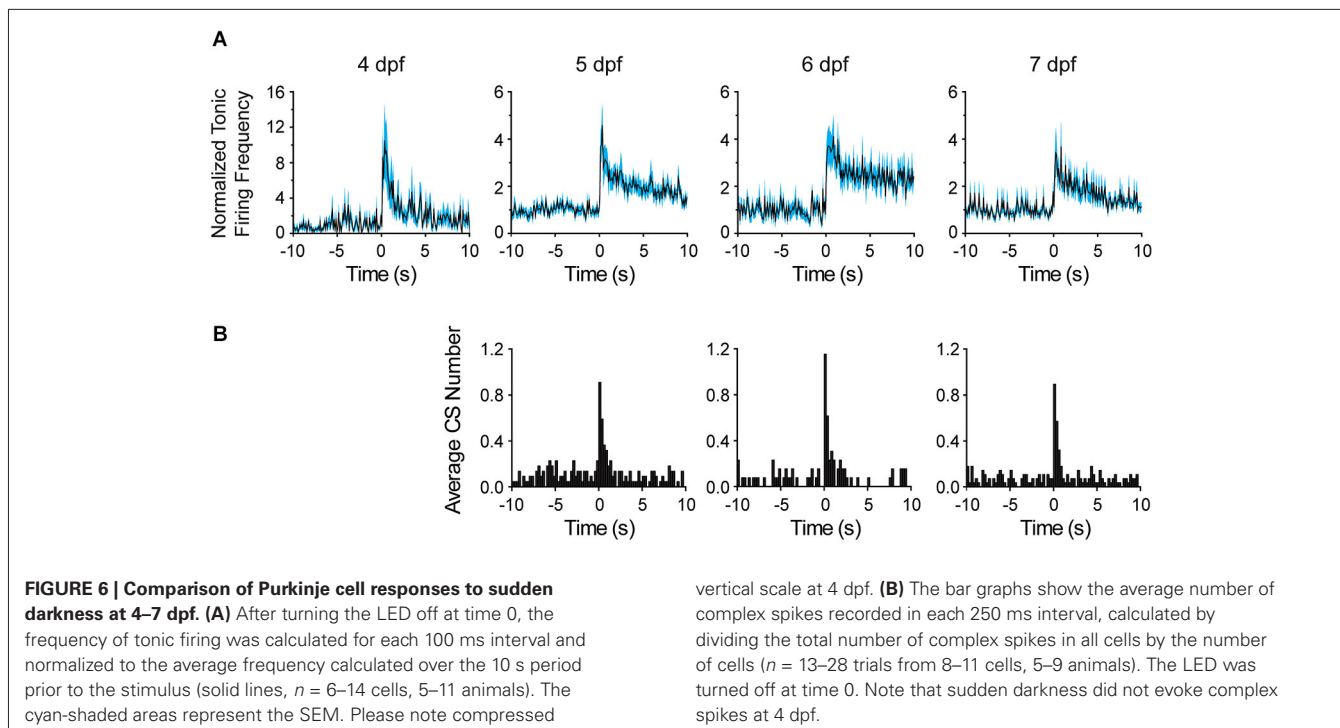 A
4 dpf
5 dpf
6 dpf
7 dpf
Normalized Tonic
Firing Frequency
16
12
8
4
0
-10 -5 0 5 10
Time (s)
6
4
2
0
-10 -5 0 5 10
Time (s)
6
4
2
0
-10 -5 0 5 10
Time (s)
6
4
2
0
-10 -5 0 5 10
Time (s)
B
Average CS Number
1.2
0.8
0.4
0.0
-10 -5 0 5 10
Time (s)
1.2
0.8
0.4
0.0
-10 -5 0 5 10
Time (s)
1.2
0.8
0.4
0.0
-10 -5 0 5 10
Time (s)
FIGURE 6 | Comparison of Purkinje cell responses to sudden
darkness at 4–7 dpf. (A) After turning the LED off at time 0, the
frequency of tonic firing was calculated for each 100 ms interval and
normalized to the average frequency calculated over the 10 s period
prior to the stimulus (solid lines, n = 6–14 cells, 5–11 animals). The
cyan-shaded areas represent the SEM. Please note compressed
vertical scale at 4 dpf. (B) The bar graphs show the average number of
complex spikes recorded in each 250 ms interval, calculated by
dividing the total number of complex spikes in all cells by the number
of cells (n = 13–28 trials from 8–11 cells, 5–9 animals). The LED was
turned off at time 0. Note that sudden darkness did not evoke complex
spikes at 4 dpf.